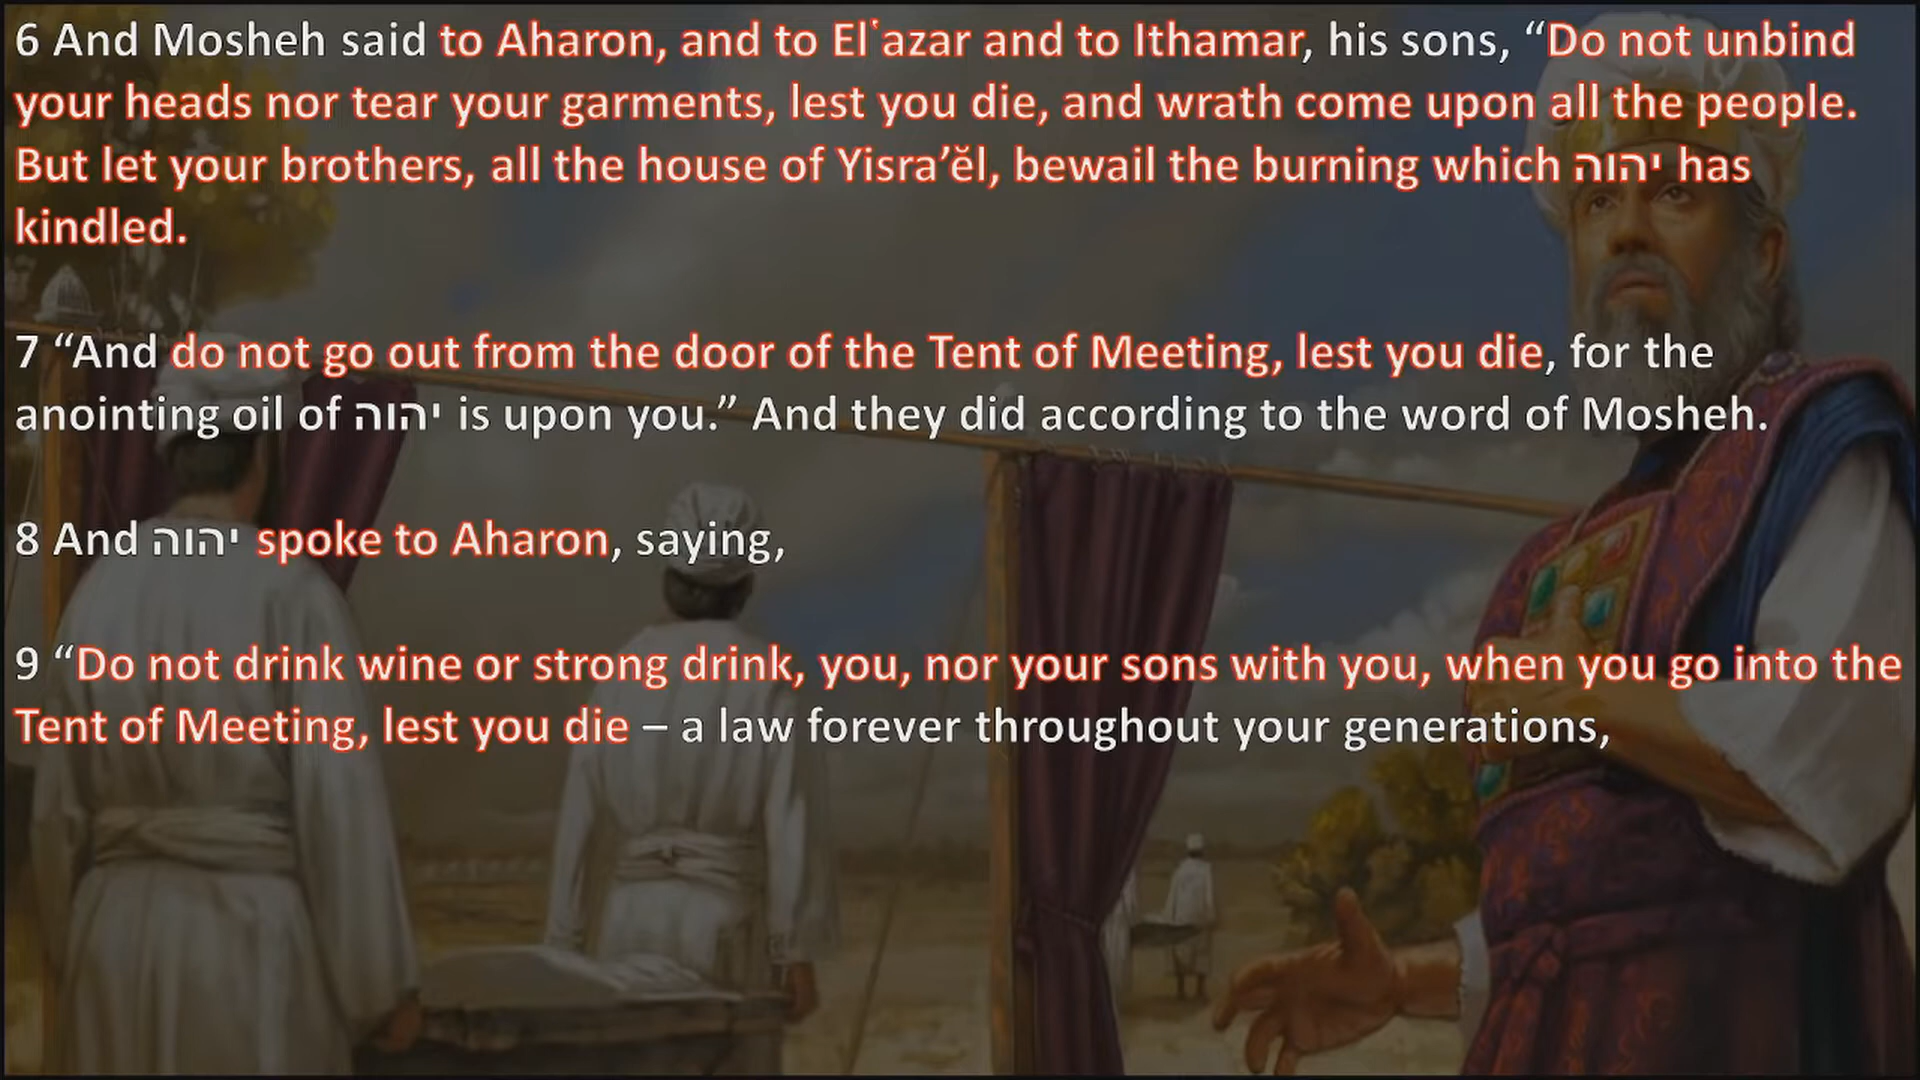 6 And Mosheh said to Aharon, and to Elʽazar and to Ithamar, his sons, “Do not unbind
your heads nor tear your garments, lest you die, and wrath come upon all the people.
But let your brothers, all the house of Yisra’ĕl, bewail the burning which יהוה has
kindled.
7 “And do not go out from the door of the Tent of Meeting, lest you die, for the
anointing oil of יהוה is upon you.” And they did according to the word of Mosheh.
8 And יהוה spoke to Aharon, saying,
9 “Do not drink wine or strong drink, you, nor your sons with you, when you go into the
Tent of Meeting, lest you die – a law forever throughout your generations,